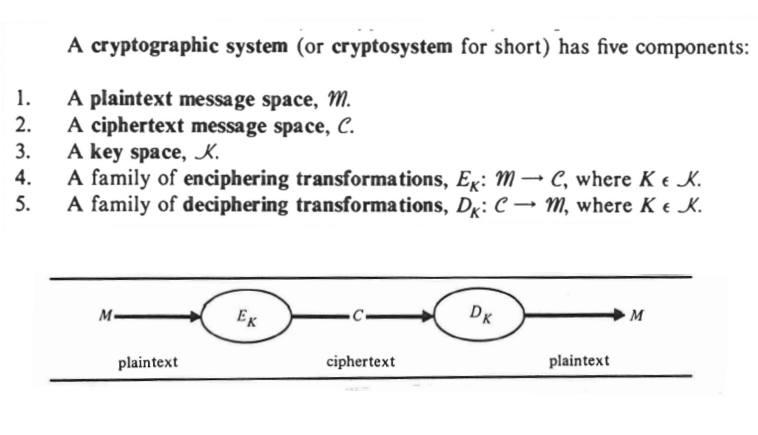 A cryptographic system (or cryptosystem for short) has five components:
1. A plaintext message space, ℳ.
2. A ciphertext message space, 𝒞.
3. A key space, 𝒦.
4. A family of enciphering transformations, E_K: ℳ → 𝒞, where K ϵ 𝒦.
5. A family of deciphering transformations, D_K: 𝒞 → ℳ, where K ϵ 𝒦.
M E_K C D_K M
plaintext ciphertext plaintext